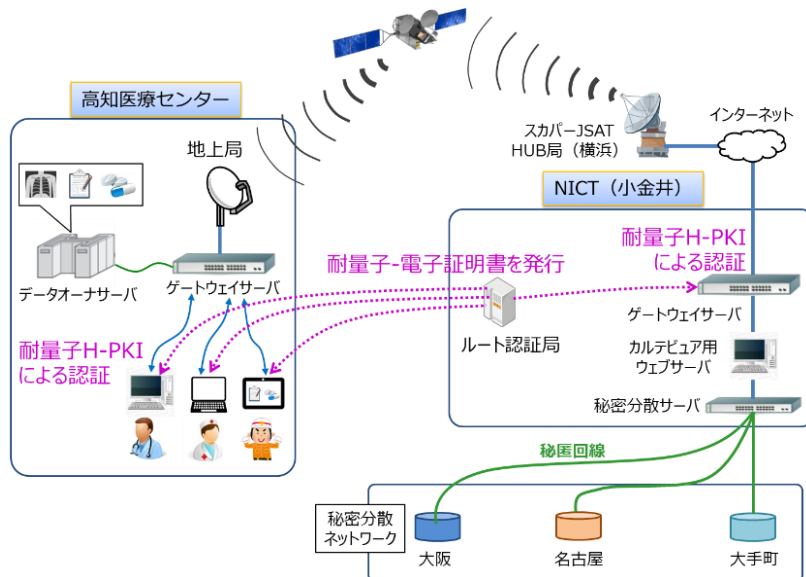 高知医療センター
地上局
データオーナサーバ
ゲートウェイサーバ
耐量子H-PKI
による認証
スカパーJSAT
HUB局（横浜）
インターネット
NICT（小金井）
耐量子-電子証明書を発行
耐量子H-PKI
による認証
ルート認証局
ゲートウェイサーバ
カルテビュア用
ウェブサーバ
秘密分散サーバ
秘匿回線
秘密分散
ネットワーク
大阪
名古屋
大手町